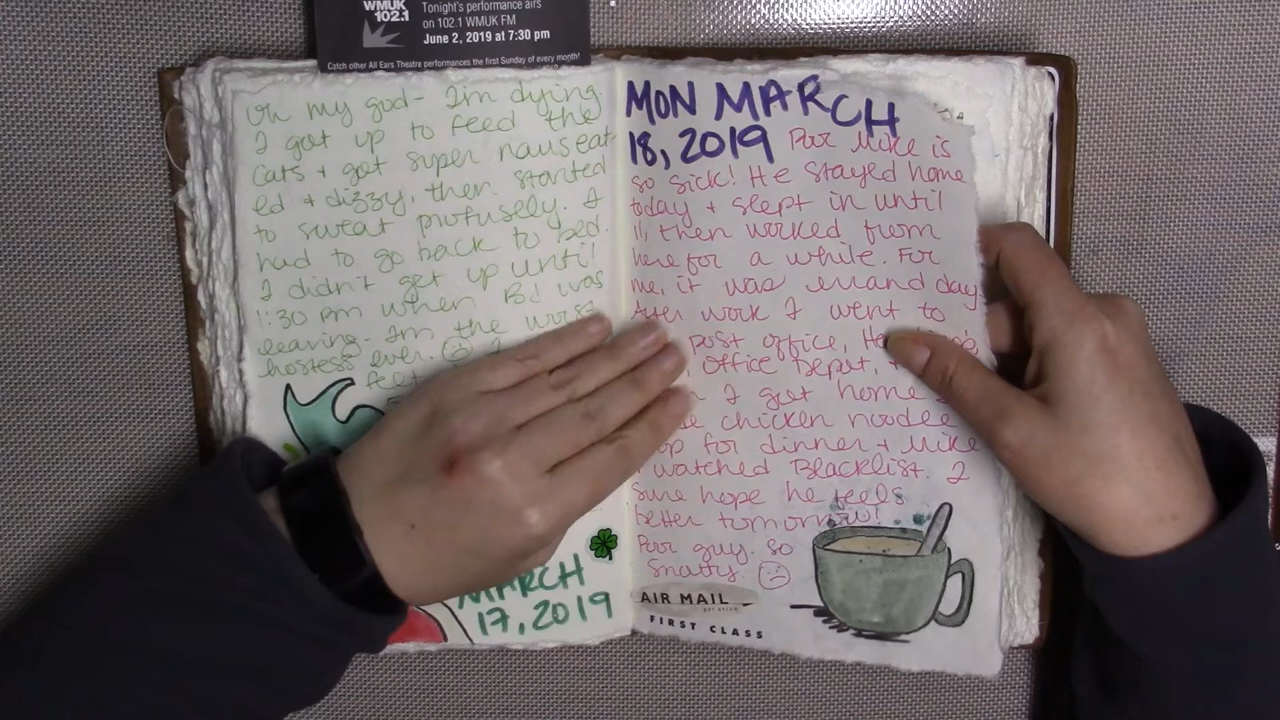 WMUK
102.1
Tonight's performance airs
on 102.1 WMUK FM
June 2, 2019 at 7:30 pm
Catch other All Ears Theatre performances the first Sunday of every month!
Oh my god- I'm dying.
I got up to feed the
cats + got super nauseat-
ed + dizzy, then started
to sweat profusely. I
had to go back to bed.
I didn't get up until
1:30 PM when BJ was
leaving. I'm the worst
hostess ever.
felt
MARCH
17, 2019
MON MARCH
18, 2019 Poor Mike is
so sick! He stayed home
today + slept in until
11, then worked from
here for a while. For
me, it was errand day.
After work I went to
post office,
Office Depot,
I got home I
chicken noodle
for dinner + Mike
watched Blacklist. I
sure hope he feels
better tomorrow!
Poor guy. So
snotty.
AIR MAIL
PAR AVION
FIRST CLASS